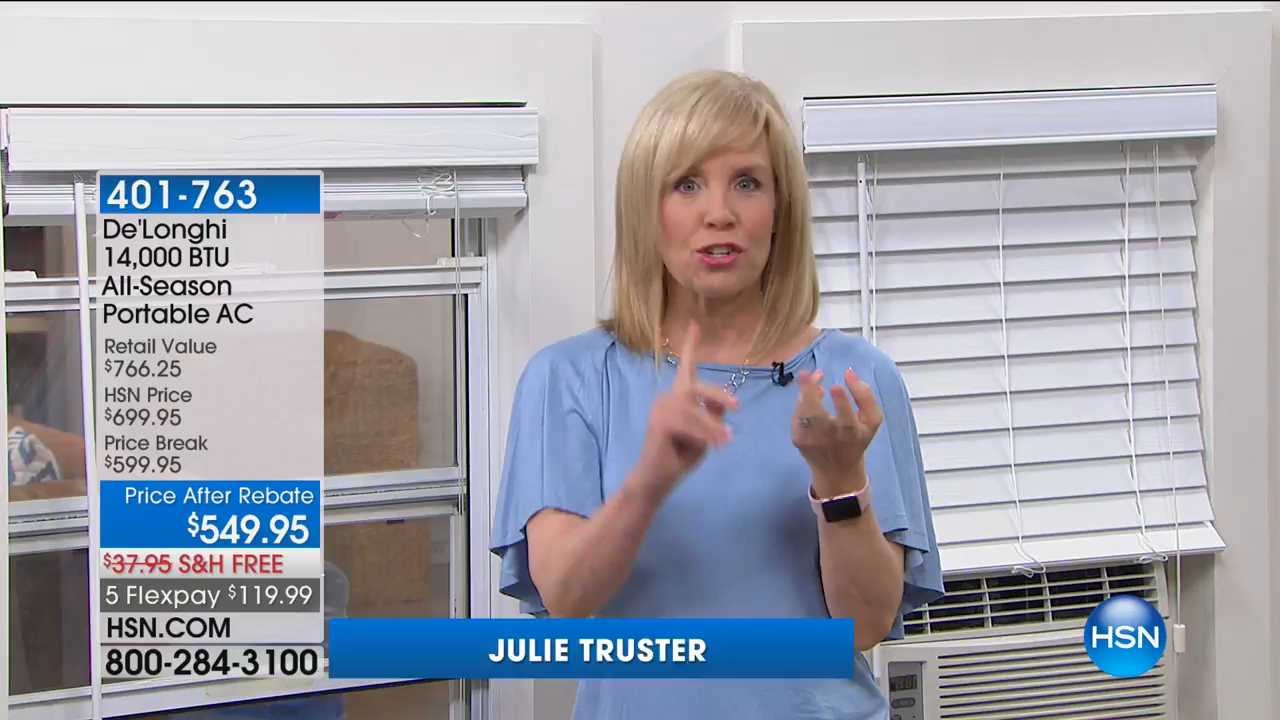 401-763
De'Longhi
14,000 BTU
All-Season
Portable AC
Retail Value
$766.25
HSN Price
$699.95
Price Break
$599.95
Price After Rebate
$549.95
$37.95 S&H FREE
5 Flexpay $119.99
HSN.COM
800-284-3100
JULIE TRUSTER
HSN